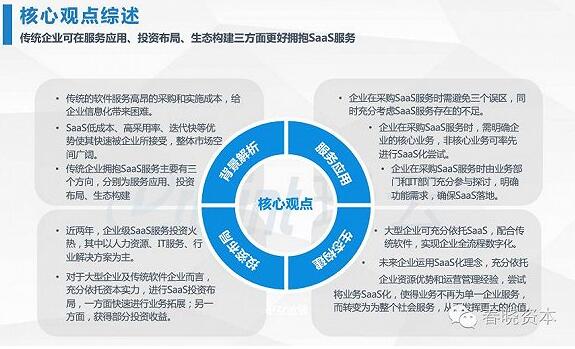 核心观点综述
传统企业可在服务应用、投资布局、生态构建三方面更好拥抱SaaS服务
• 传统的软件服务高昂的采购和实施成本，给
企业信息化带来困难。
• SaaS低成本、高采用率、迭代快等优
势使其快速被企业所接受，整体市场空
间广阔。
• 传统企业拥抱SaaS服务主要有三
个方向，分别为服务应用、投资
布局、生态构建
• 企业在采购SaaS服务时需避免三个误区，同
时充分考虑SaaS服务存在的不足。
• 企业在采购SaaS服务时，需明确企
业的核心业务，非核心业务可率先
进行SaaS化尝试。
• 企业在采购SaaS服务时自业务部
门和IT部门充分参与探讨，明确
功能需求，确保SaaS落地。
背景解析
服务应用
核心观点
投资布局
生态构建
• 近两年，企业级SaaS服务投资火
热，其中以人力资源、IT服务、行
业解决方案为主。
• 对于大型企业及传统软件企业而言，
充分依托资本实力，进行SaaS投资布
局，一方面快速进行业务拓展；另一
方面，获得部分投资收益。
• 大型企业可充分依托SaaS，配合传
统软件，实现企业全流程数字化。
• 未来企业运用SaaS化理念，充分依托
企业资源优势和运营管理经验，尝试
将业务SaaS化，使得业务不再为单一企业服务，
而转变为为整个社会服务，从而发挥更大的价值
春晓资本